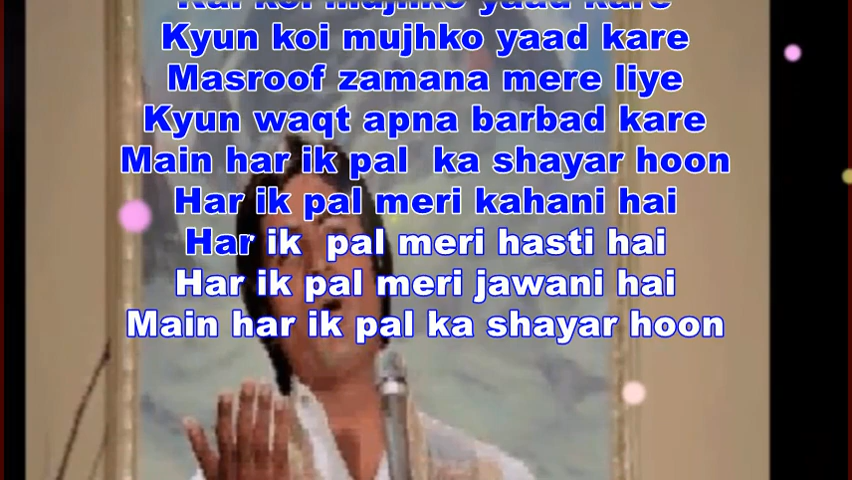 Kal koi mujhko yaad kare
Kyun koi mujhko yaad kare
Masroof zamana mere liye
Kyun waqt apna barbad kare
Main har ik pal ka shayar hoon
Har ik pal meri kahani hai
Har ik pal meri hasti hai
Har ik pal meri jawani hai
Main har ik pal ka shayar hoon